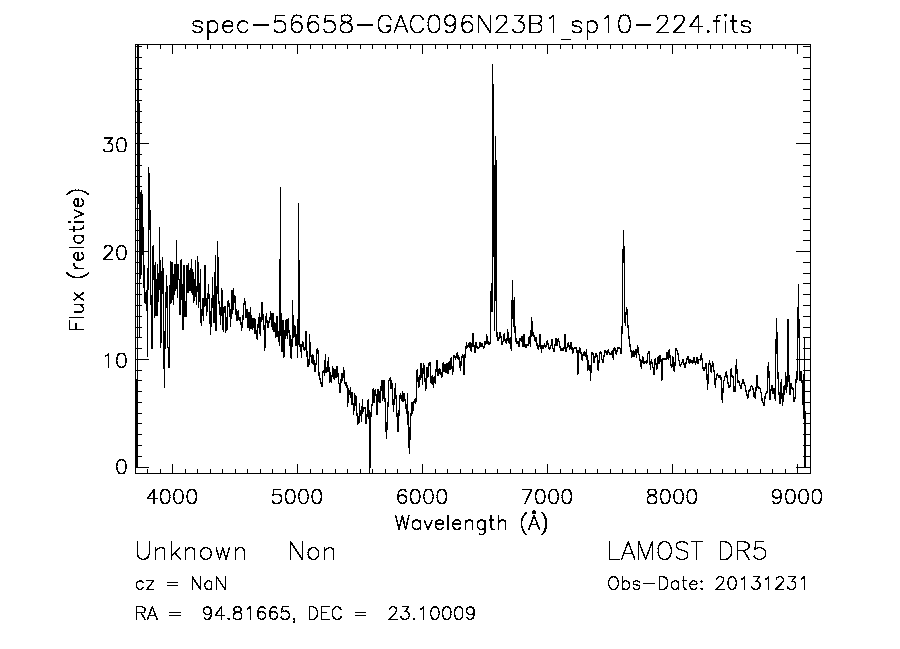 spec-56658-GAC096N23B1_sp10-224.fits
Flux (relative)
30
20
10
0
4000 5000 6000 7000 8000 9000
Wavelength (Å)
Unknown Non LAMOST DR5
cz = NaN Obs-Date: 20131231
RA = 94.81665, DEC = 23.10009